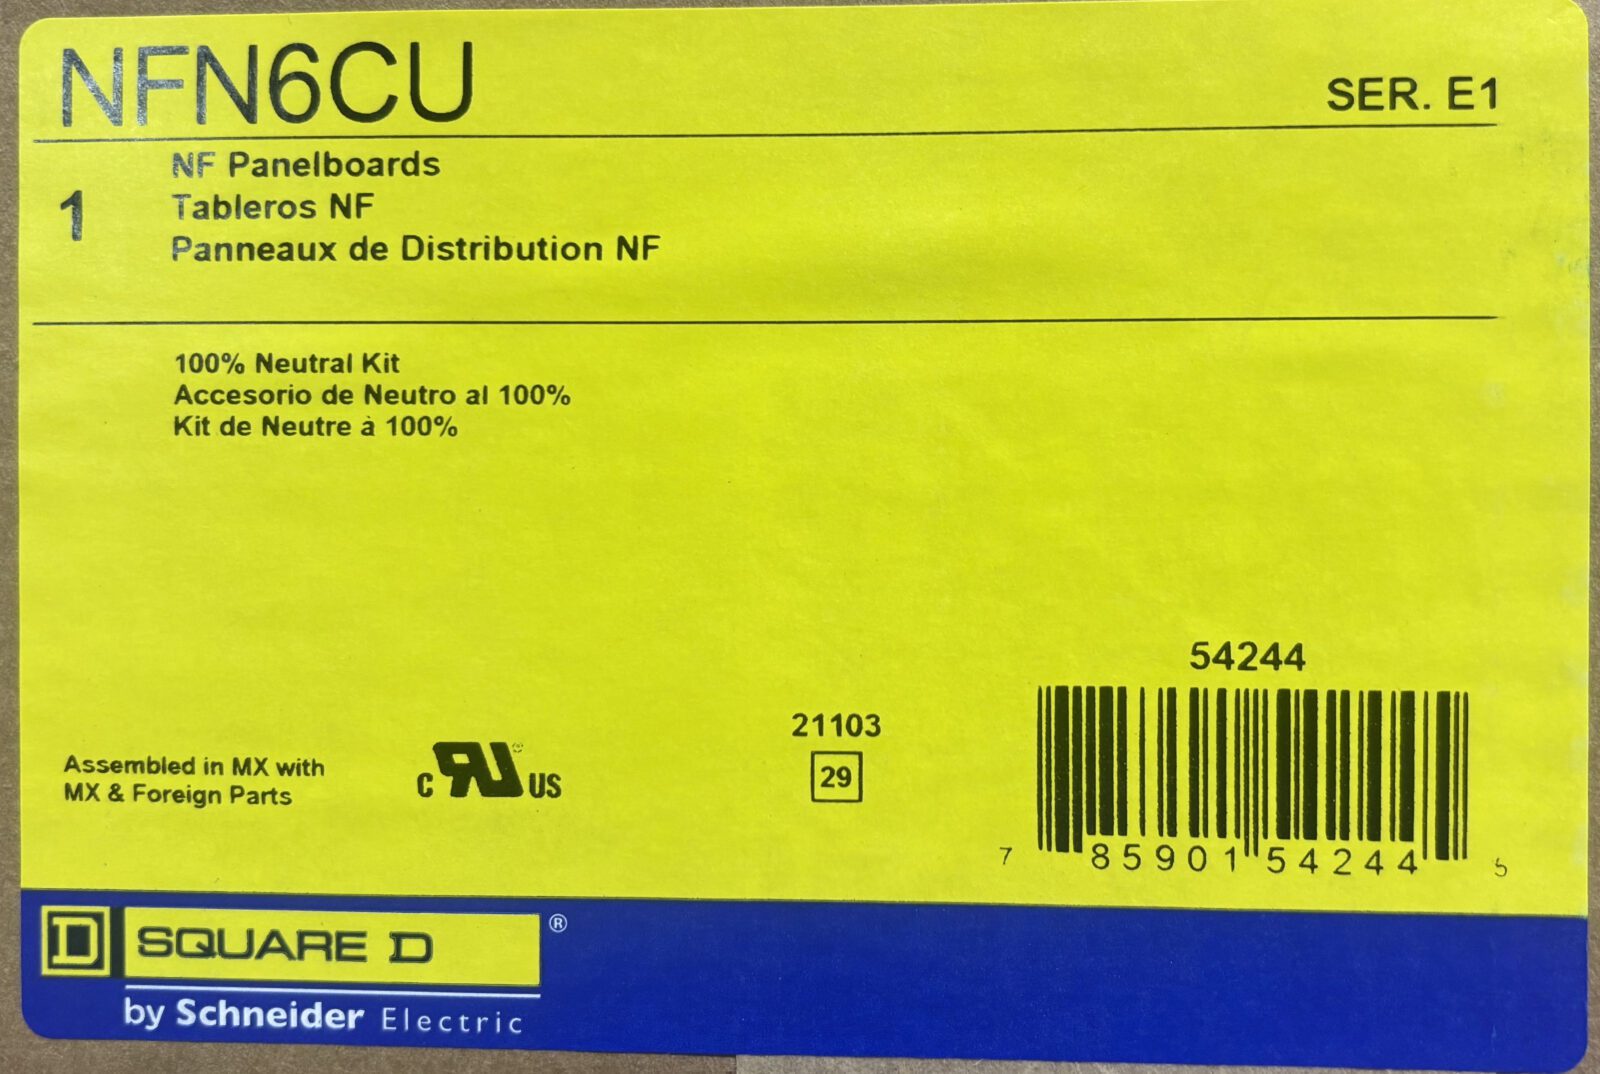 NFN6CU
SER. E1
1
NF Panelboards
Tableros NF
Panneaux de Distribution NF
100% Neutral Kit
Accesorio de Neutro al 100%
Kit de Neutre à 100%
54244
21103
29
Assembled in MX with
MX & Foreign Parts
c RU® US
7 85901 54244 5
D SQUARE D ®
by Schneider Electric